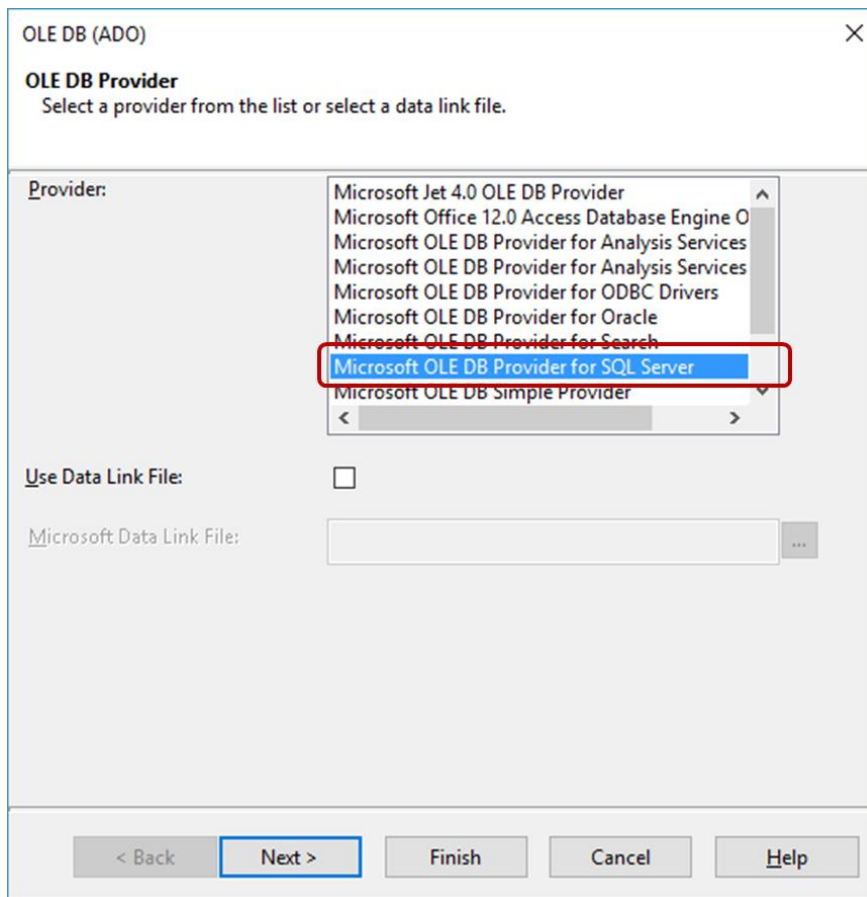 OLE DB (ADO)
OLE DB Provider
Select a provider from the list or select a data link file.
Provider:
Microsoft Jet 4.0 OLE DB Provider
Microsoft Office 12.0 Access Database Engine O
Microsoft OLE DB Provider for Analysis Services
Microsoft OLE DB Provider for Analysis Services
Microsoft OLE DB Provider for ODBC Drivers
Microsoft OLE DB Provider for Oracle
Microsoft OLE DB Provider for Search
Microsoft OLE DB Provider for SQL Server
Microsoft OLE DB Simple Provider
Use Data Link File:
Microsoft Data Link File:
...
< Back Next > Finish Cancel Help